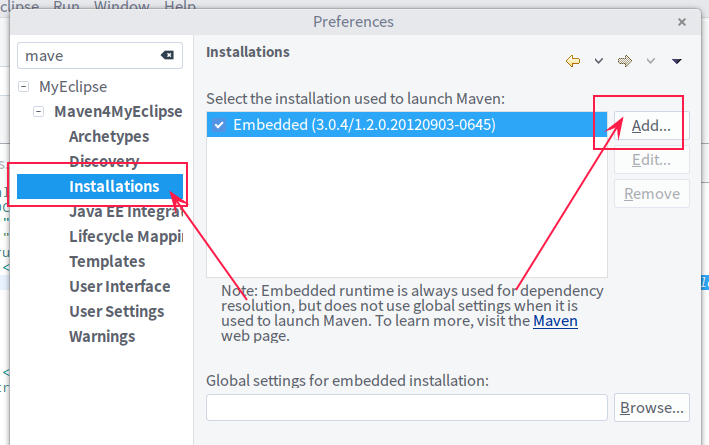 clipse Run Window Help
Preferences
mave
MyEclipse
Maven4MyEclipse
Archetypes
Discovery
Installations
Java EE Integrat
Lifecycle Mappin
Templates
User Interface
User Settings
Warnings
Installations
Select the installation used to launch Maven:
Embedded (3.0.4/1.2.0.20120903-0645)
Add...
Edit...
Remove
Note: Embedded runtime is always used for dependency
resolution, but does not use global settings when it is
used to launch Maven. To learn more, visit the Maven
web page.
Global settings for embedded installation:
Browse...